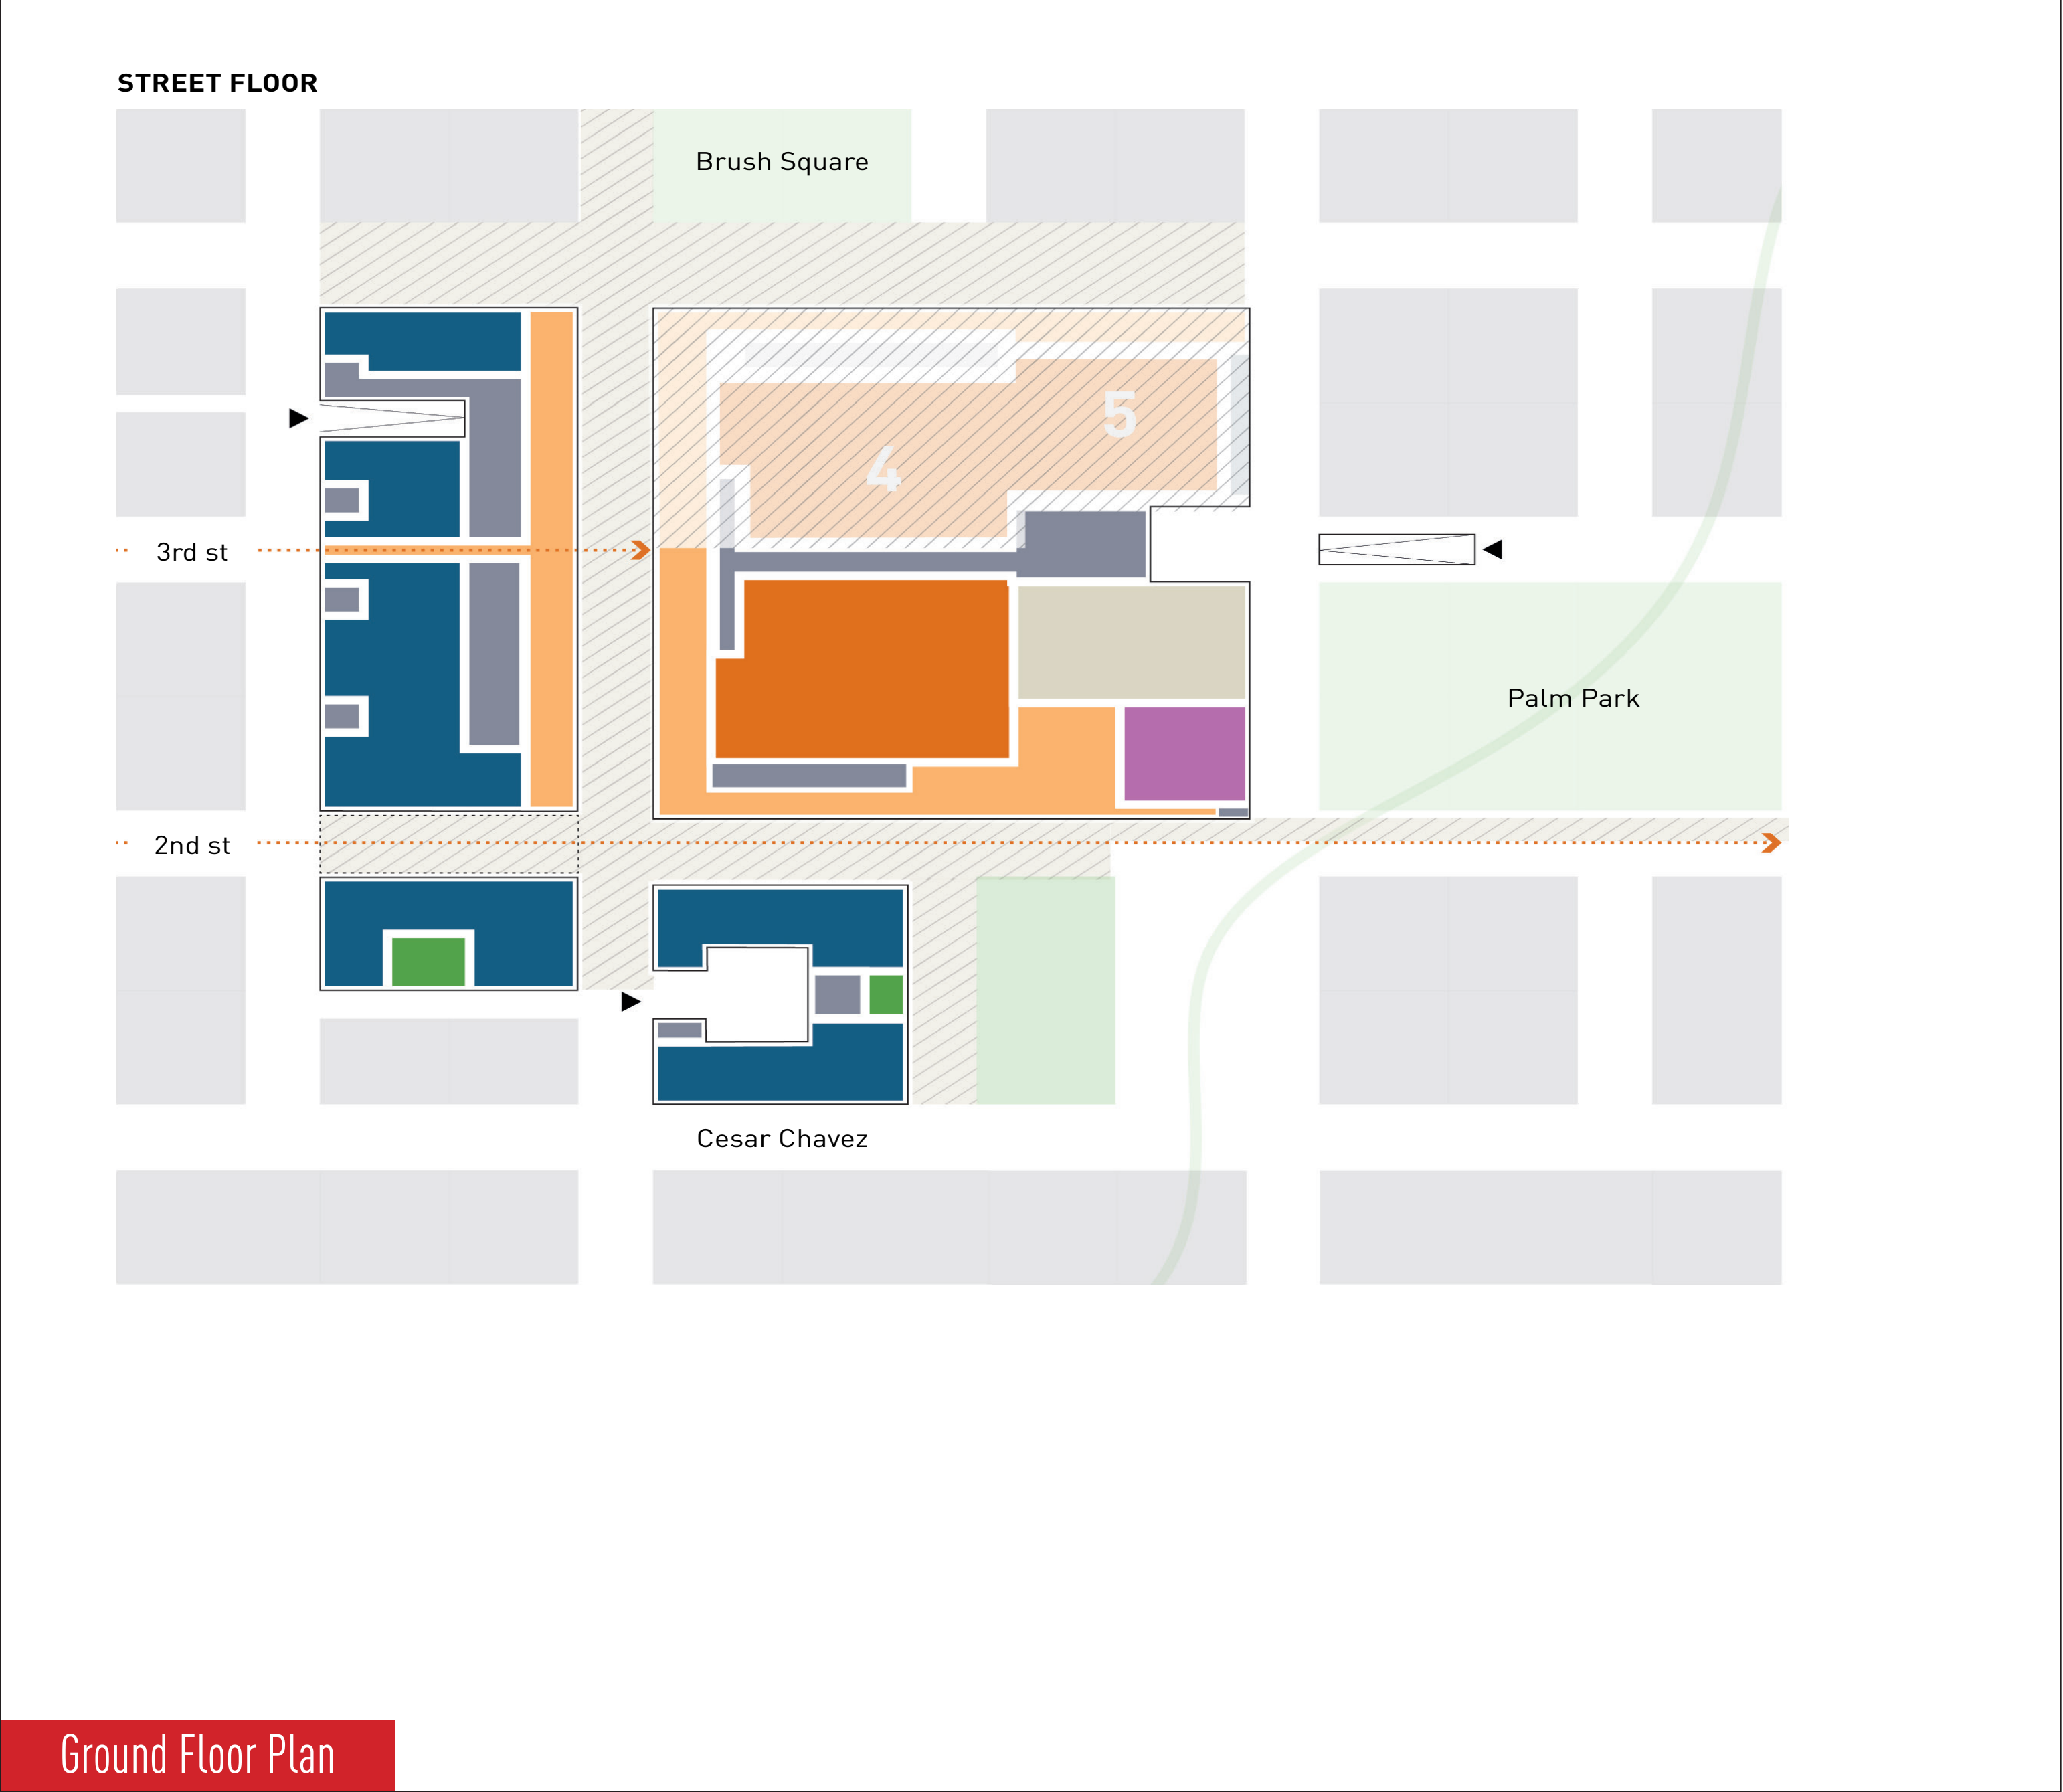 STREET FLOOR
Brush Square
5
4
3rd st
Palm Park
2nd st
Cesar Chavez
Ground Floor Plan